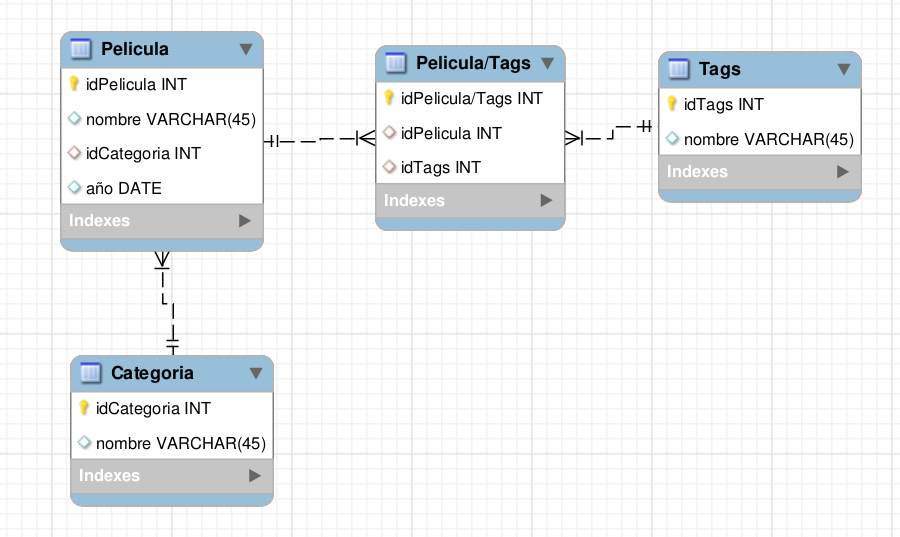 Pelicula
idPelicula INT
nombre VARCHAR(45)
idCategoria INT
año DATE
Indexes
Pelicula/Tags
idPelicula/Tags INT
idPelicula INT
idTags INT
Indexes
Tags
idTags INT
nombre VARCHAR(45)
Indexes
Categoria
idCategoria INT
nombre VARCHAR(45)
Indexes